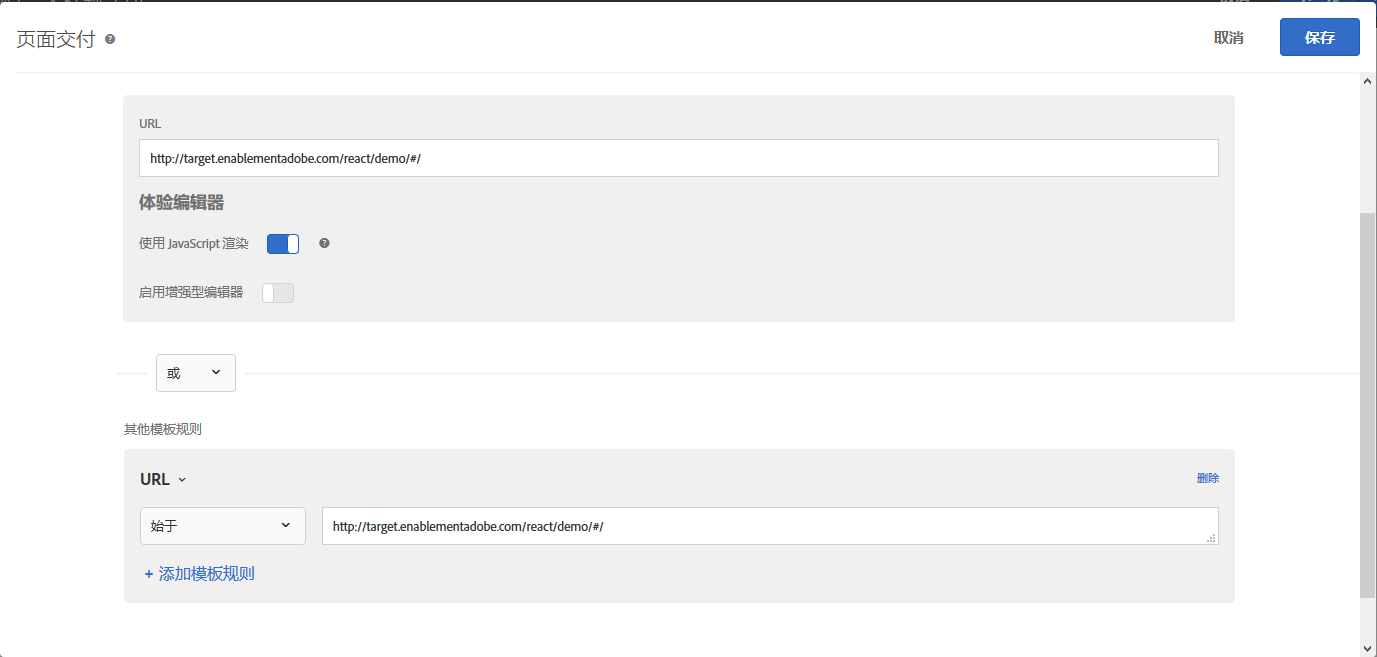 页面交付
取消
保存
URL
http://target.enablementadobe.com/react/demo/#/
体验编辑器
使用 JavaScript 渲染
启用增强型编辑器
或
其他模板规则
URL
删除
始于
http://target.enablementadobe.com/react/demo/#/
+ 添加模板规则